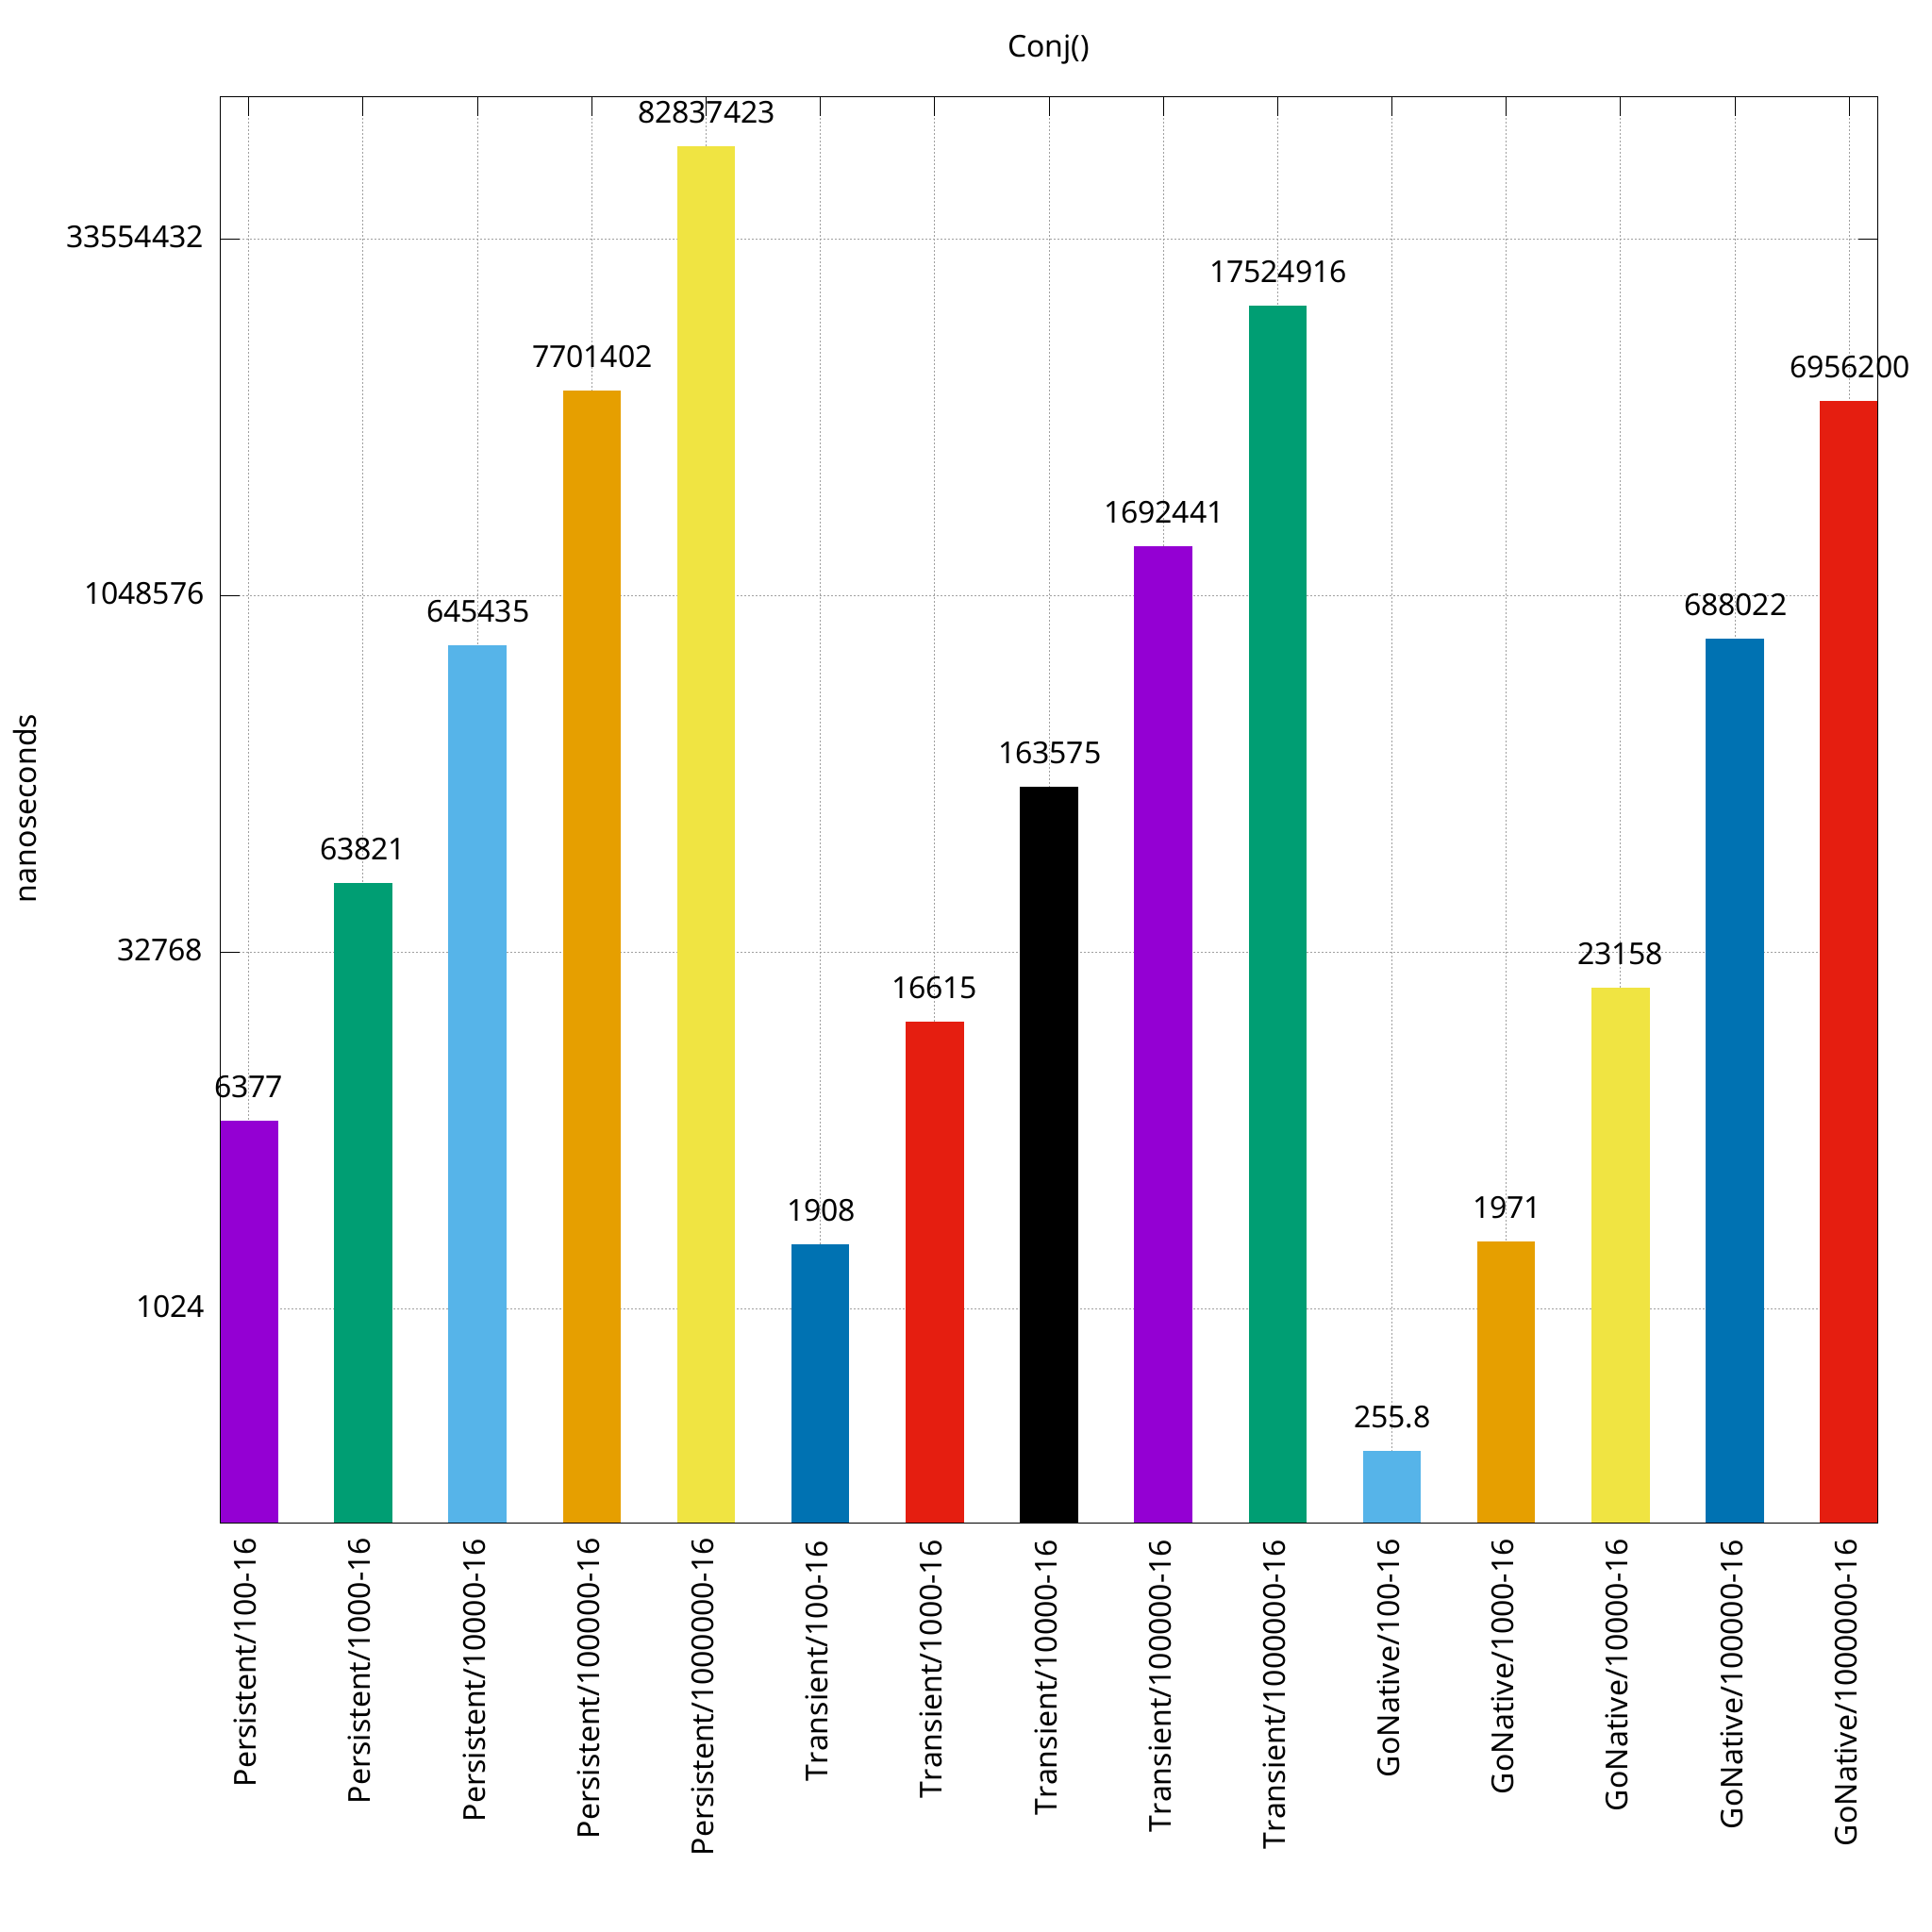 Conj()
nanoseconds
33554432
1048576
32768
1024
6377
63821
645435
7701402
82837423
1908
16615
163575
1692441
17524916
255.8
1971
23158
688022
6956200
Persistent/100-16
Persistent/1000-16
Persistent/10000-16
Persistent/100000-16
Persistent/1000000-16
Transient/100-16
Transient/1000-16
Transient/10000-16
Transient/100000-16
Transient/1000000-16
GoNative/100-16
GoNative/1000-16
GoNative/10000-16
GoNative/100000-16
GoNative/1000000-16